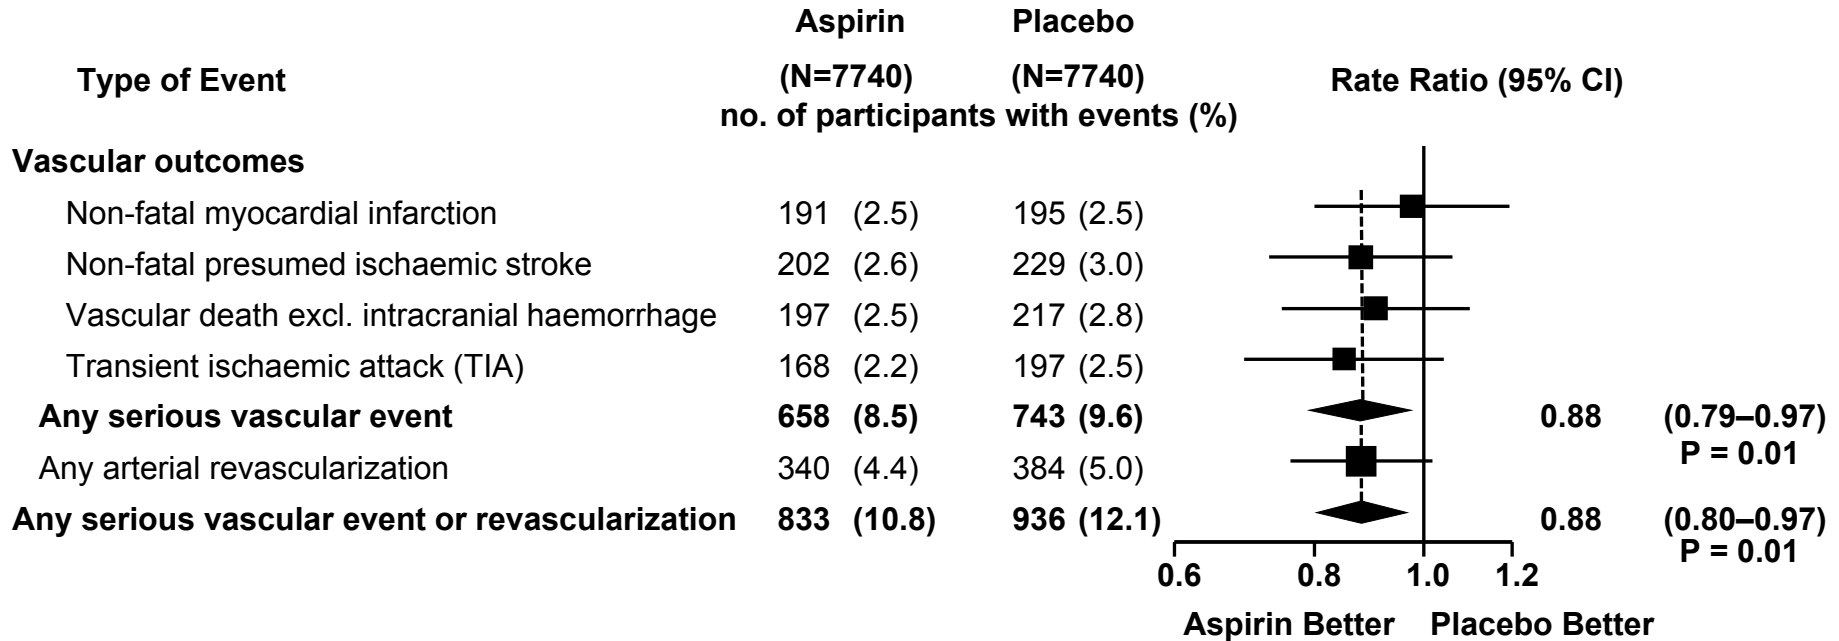 Aspirin Placebo
Type of Event (N=7740) (N=7740) Rate Ratio (95% CI)
no. of participants with events (%)
Vascular outcomes
Non-fatal myocardial infarction 191 (2.5) 195 (2.5)
Non-fatal presumed ischaemic stroke 202 (2.6) 229 (3.0)
Vascular death excl. intracranial haemorrhage 197 (2.5) 217 (2.8)
Transient ischaemic attack (TIA) 168 (2.2) 197 (2.5)
Any serious vascular event 658 (8.5) 743 (9.6) 0.88 (0.79–0.97)
P = 0.01
Any arterial revascularization 340 (4.4) 384 (5.0)
Any serious vascular event or revascularization 833 (10.8) 936 (12.1) 0.88 (0.80–0.97)
P = 0.01
0.6 0.8 1.0 1.2
Aspirin Better Placebo Better